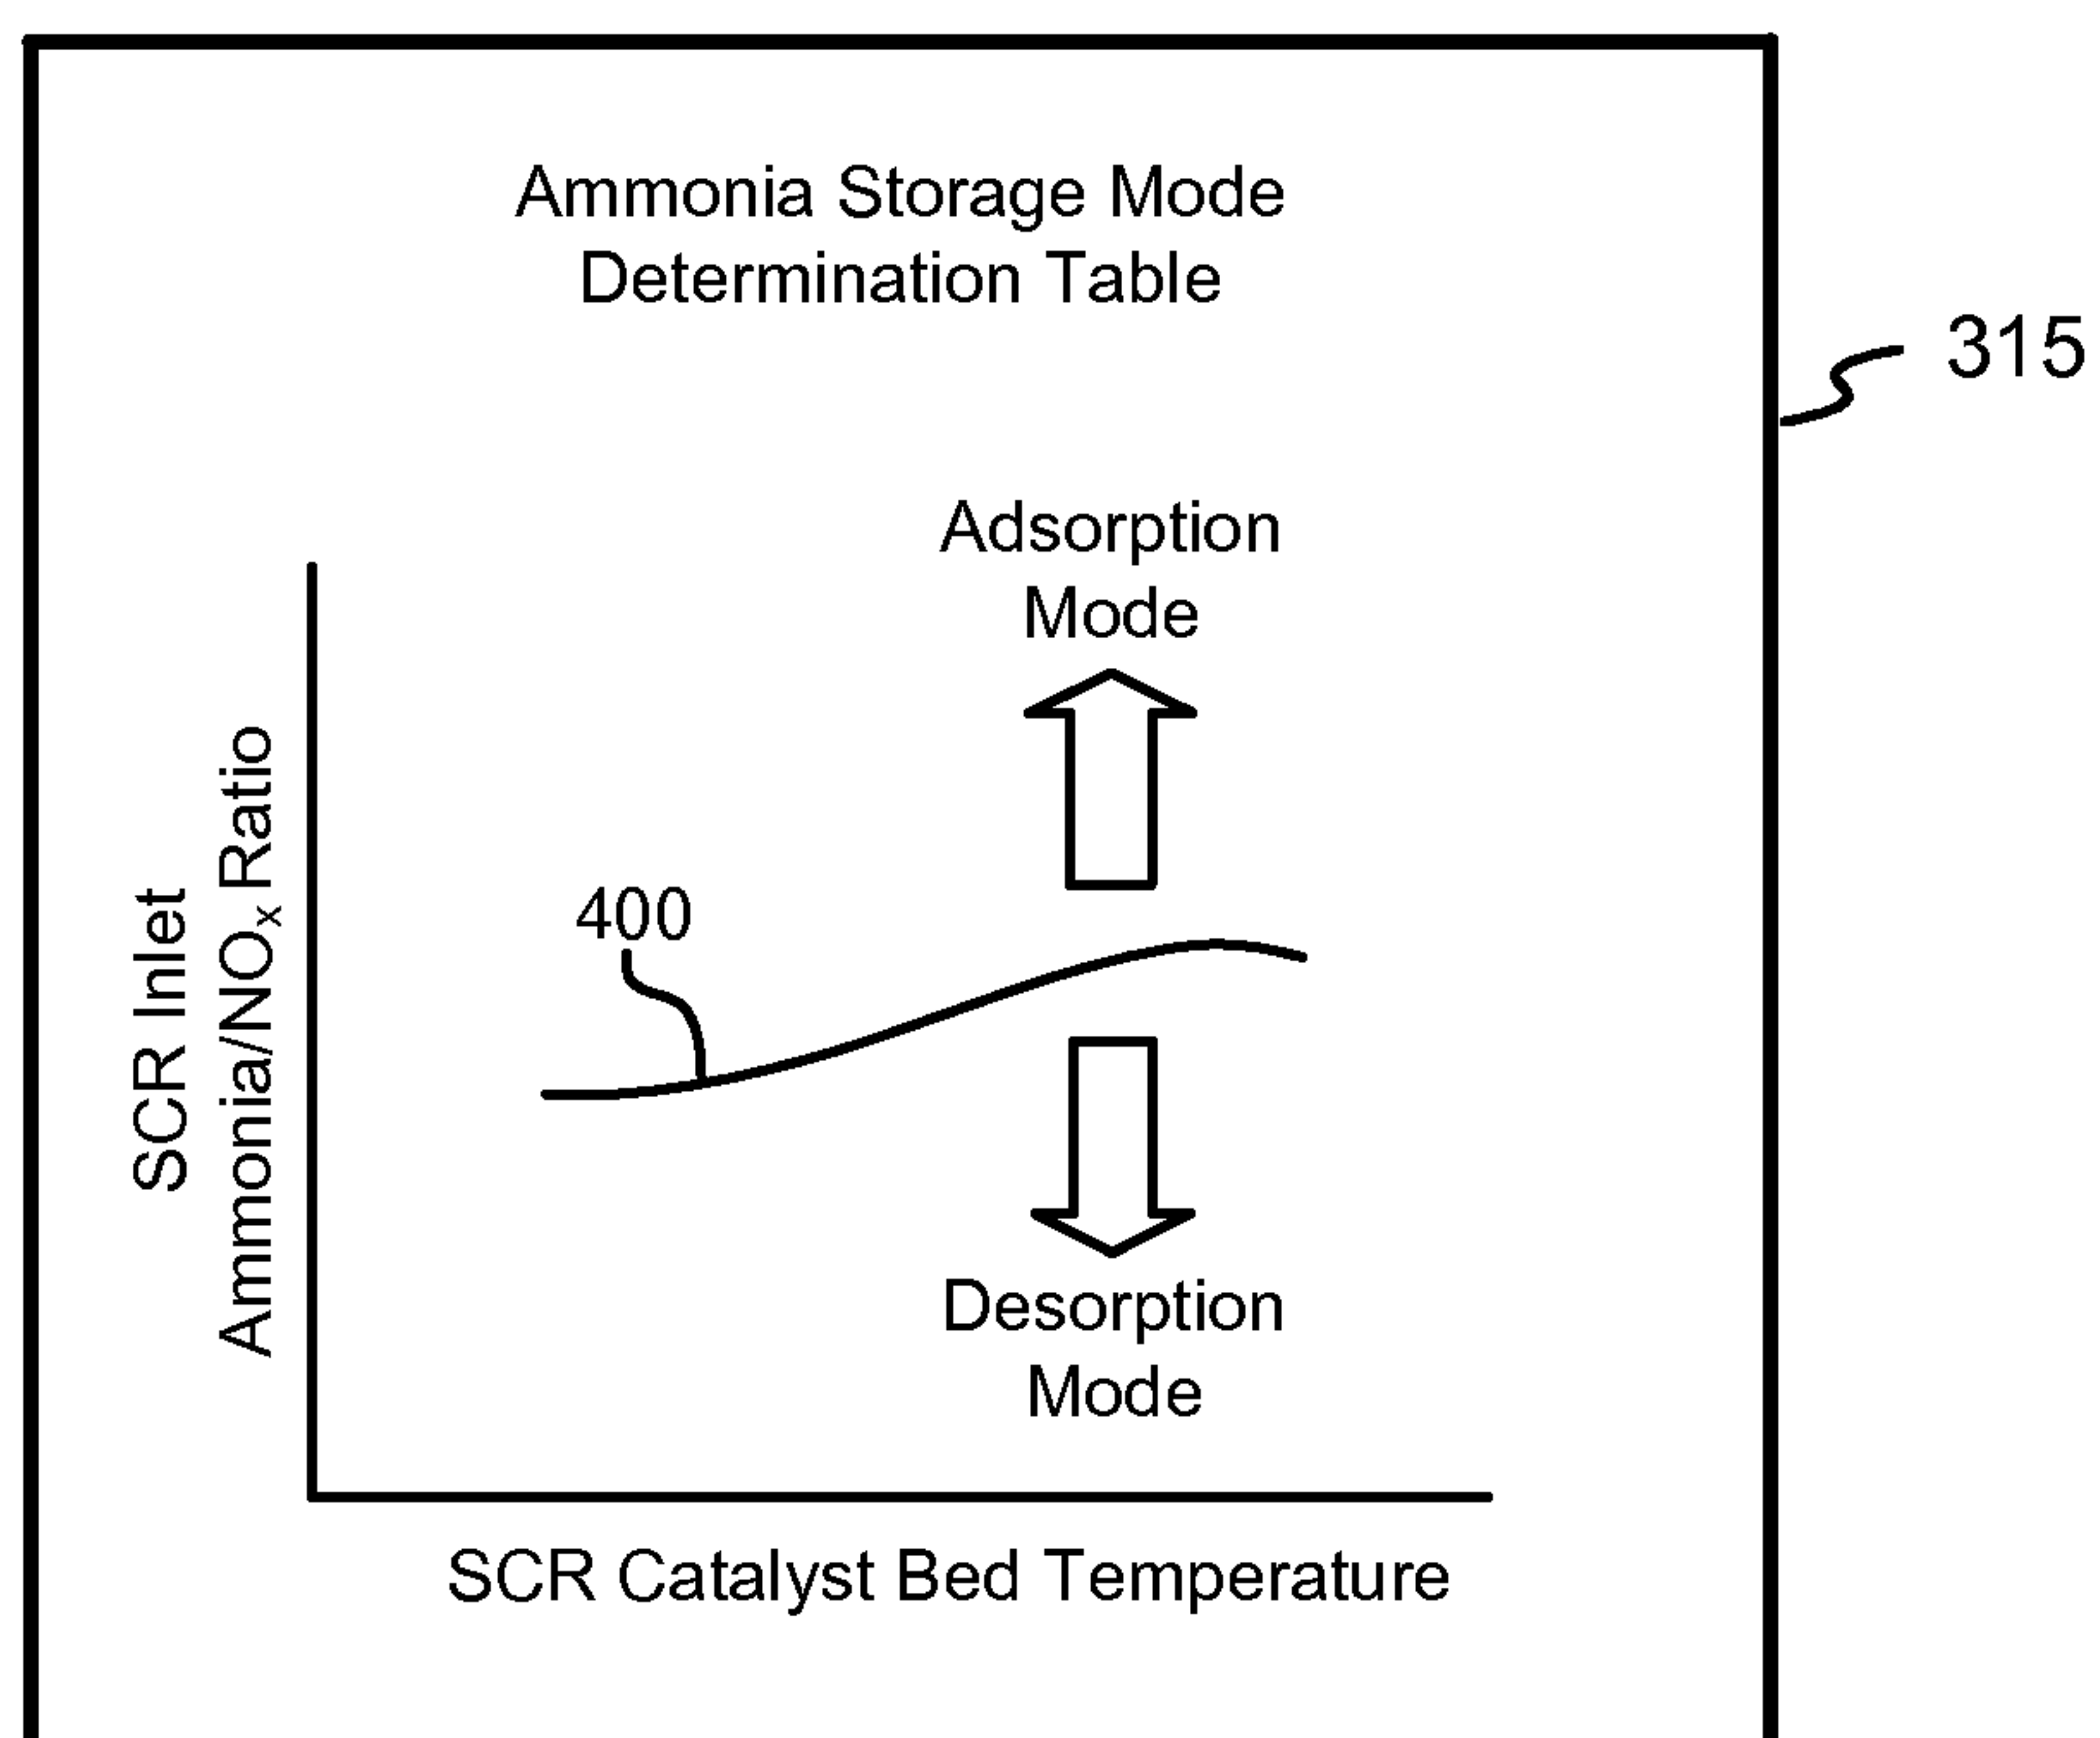 Ammonia Storage Mode
Determination Table
315
Adsorption
Mode
400
SCR Inlet
Ammonia/NOx Ratio
Desorption
Mode
SCR Catalyst Bed Temperature